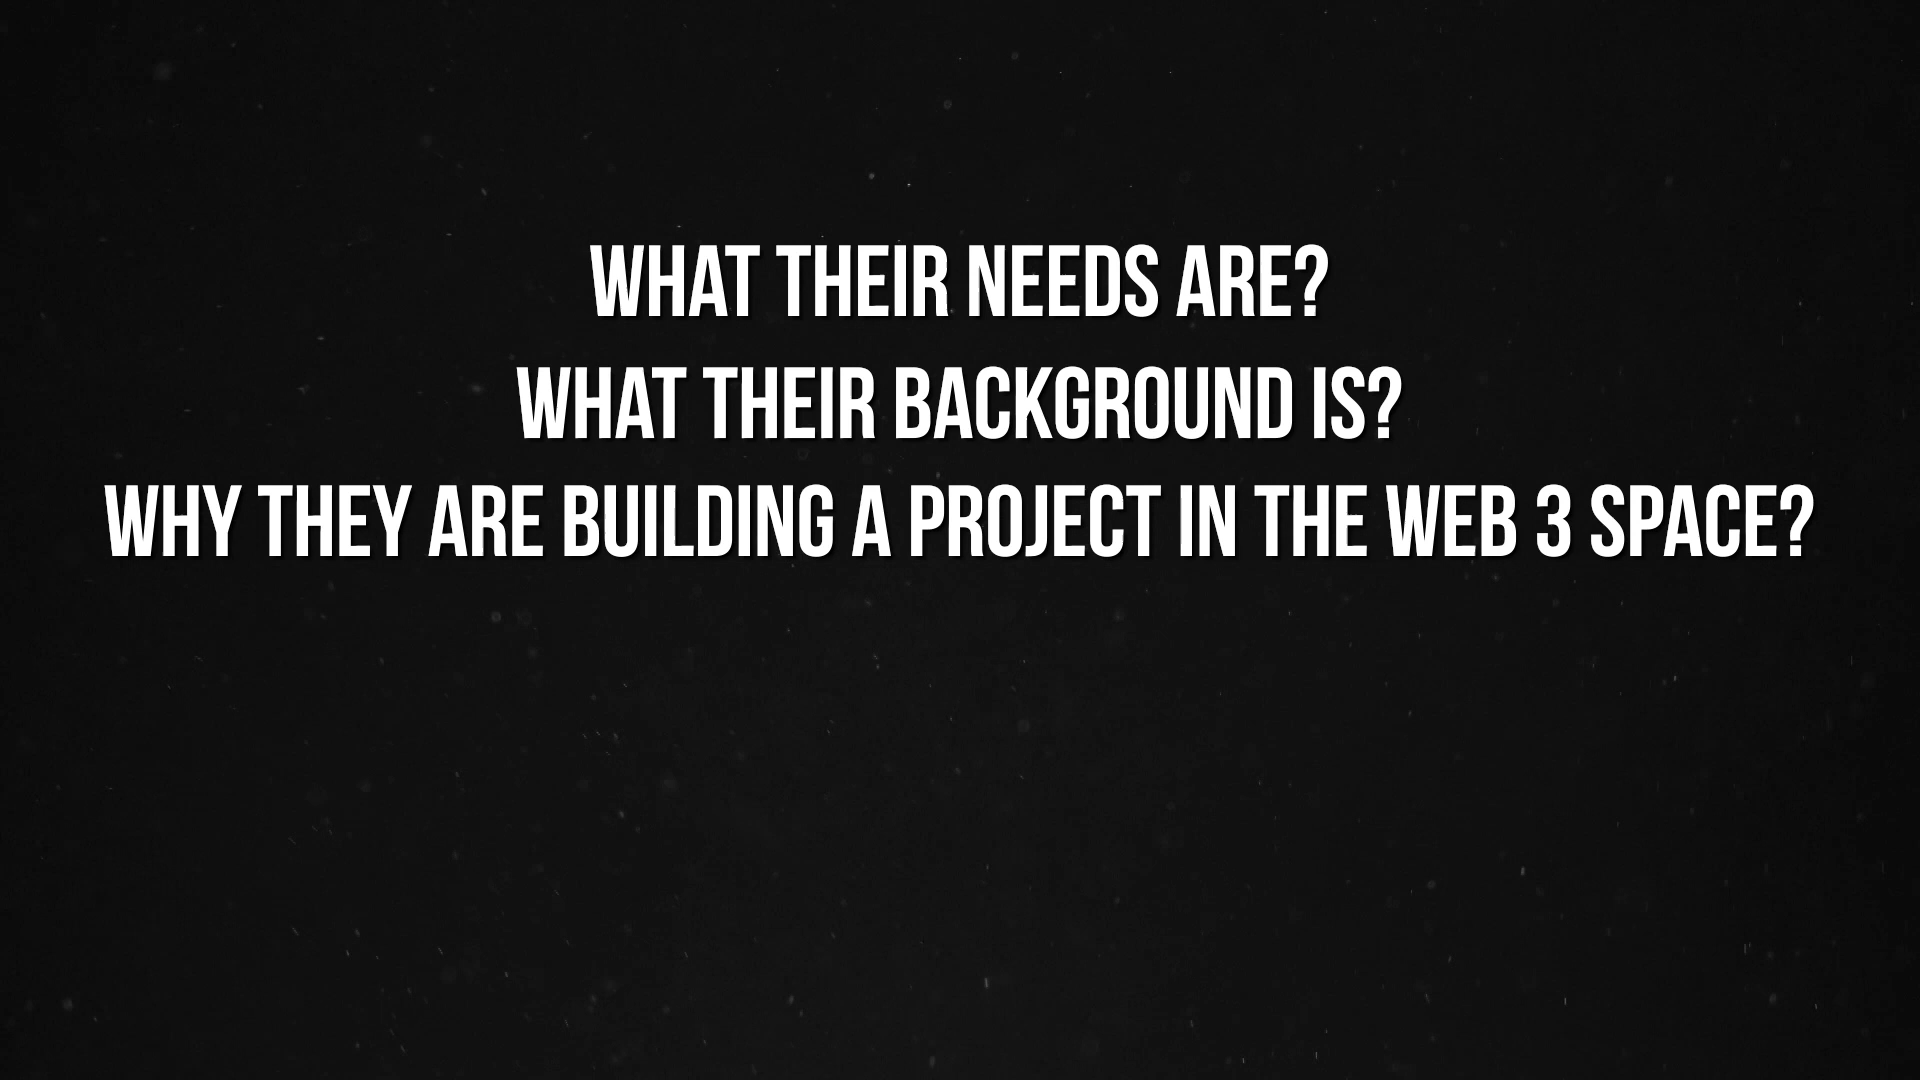 WHAT THEIR NEEDS ARE?
WHAT THEIR BACKGROUND IS?
WHY THEY ARE BUILDING A PROJECT IN THE WEB 3 SPACE?